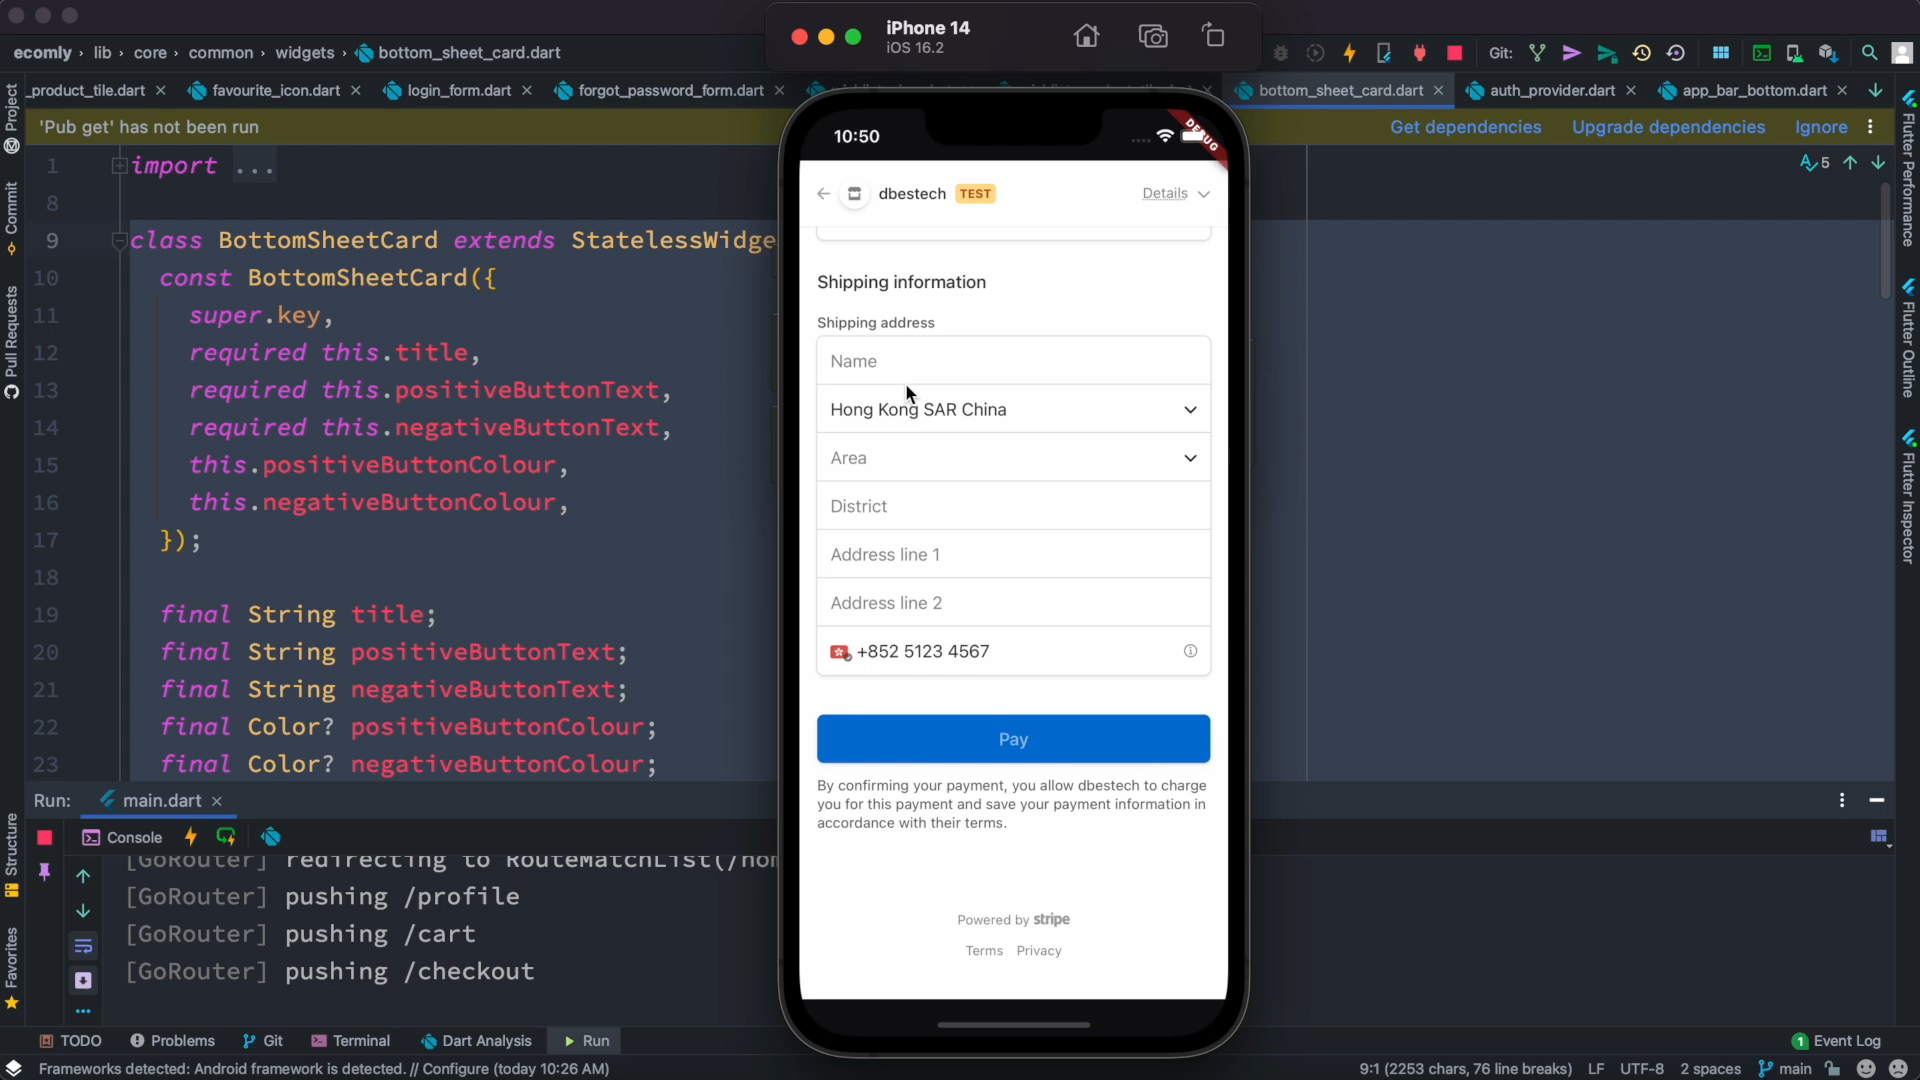 iPhone 14
iOS 16.2
ecomly
lib
core
common
widgets
bottom_sheet_card.dart
Git:
_product_tile.dart
favourite_icon.dart
login_form.dart
forgot_password_form.dart
bottom_sheet_card.dart
auth_provider.dart
app_bar_bottom.dart
'Pub get' has not been run
Get dependencies
Upgrade dependencies
Ignore
1 import ...
5
8
9 class BottomSheetCard extends StatelessWidge
10 const BottomSheetCard({
11 super.key,
12 required this.title,
13 required this.positiveButtonText,
14 required this.negativeButtonText,
15 this.positiveButtonColour,
16 this.negativeButtonColour,
17 });
18
19 final String title;
20 final String positiveButtonText;
21 final String negativeButtonText;
22 final Color? positiveButtonColour;
23 final Color? negativeButtonColour;
Project
Commit
Pull Requests
Structure
Favorites
Flutter Performance
Flutter Outline
Flutter Inspector
10:50
DEBUG
dbestech TEST
Details
Shipping information
Shipping address
Name
Hong Kong SAR China
Area
District
Address line 1
Address line 2
+852 5123 4567
Pay
By confirming your payment, you allow dbestech to charge
you for this payment and save your payment information in
accordance with their terms.
Powered by stripe
Terms Privacy
Run: main.dart
Console
[GoRouter] redirecting to RouteMatchList(/hom
[GoRouter] pushing /profile
[GoRouter] pushing /cart
[GoRouter] pushing /checkout
TODO
Problems
Git
Terminal
Dart Analysis
Run
1 Event Log
Frameworks detected: Android framework is detected. // Configure (today 10:26 AM)
9:1 (2253 chars, 76 line breaks)
LF
UTF-8
2 spaces
main